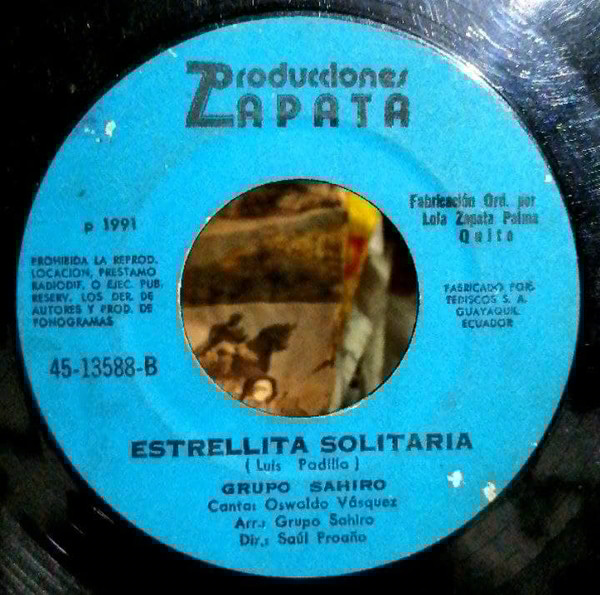 Producciones
ZAPATA
p 1991
Fabricación Ord. por
Lola Zapata Palma
Quito
PROHIBIDA LA REPROD.
LOCACION, PRESTAMO
RADIODIF. O EJEC. PUB.
RESERV. LOS DER. DE
AUTORES Y PROD. DE
FONOGRAMAS
FABRICADO POR:
FEDISCOS S. A.
GUAYAQUIL
ECUADOR
45-13588-B
ESTRELLITA SOLITARIA
( Luis Padilla )
GRUPO SAHIRO
Canta: Oswaldo Vásquez
Arr.: Grupo Sahiro
Dir.: Saúl Proaño